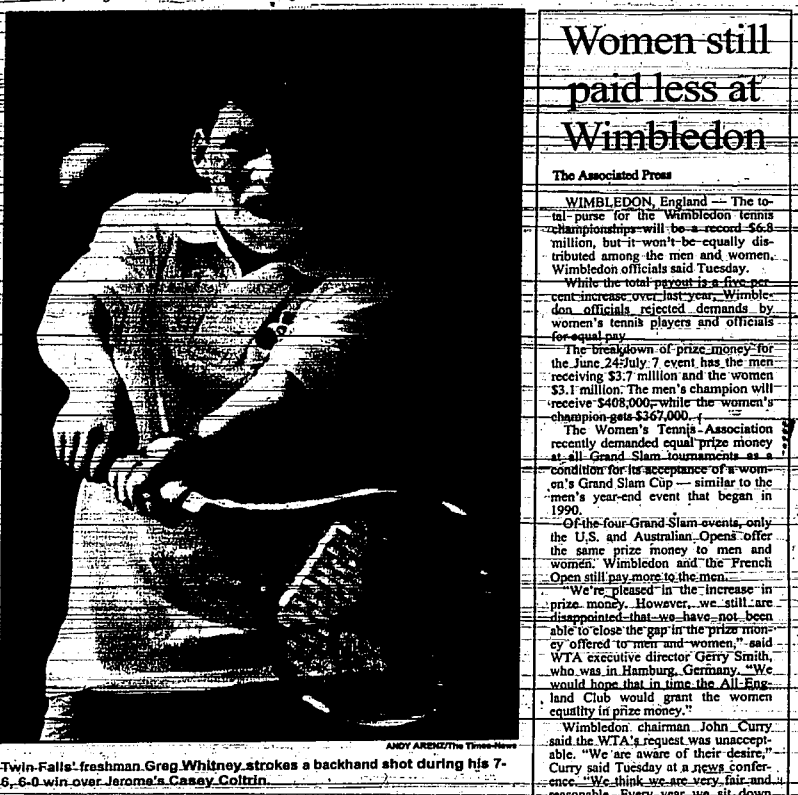 ANDY ARENZ/The Times-News
Twin Falls' freshman Greg Whitney strokes a backhand shot during his 7-
6, 6-0 win over Jerome's Casey Coltrin.
Women still
paid less at
Wimbledon
The Associated Press
WIMBLEDON, England — The to-
tal purse for the Wimbledon tennis
championships will be a record $6.8
million, but it won't be equally dis-
tributed among the men and women,
Wimbledon officials said Tuesday.
While the total payout is a five per-
cent increase over last year, Wimble-
don officials rejected demands by
women's tennis players and officials
for equal pay.
The breakdown of prize money for
the June 24-July 7 event has the men
receiving $3.7 million and the women
$3.1 million. The men's champion will
receive $408,000, while the women's
champion gets $367,000.
The Women's Tennis Association
recently demanded equal prize money
at all Grand Slam tournaments as a
condition for its acceptance of a wom-
en's Grand Slam Cup — similar to the
men's year-end event that began in
1990.
Of the four Grand Slam events, only
the U.S. and Australian Opens offer
the same prize money to men and
women. Wimbledon and the French
Open still pay more to the men.
"We're pleased in the increase in
prize money. However, we still are
disappointed that we have not been
able to close the gap in the prize mon-
ey offered to men and women," said
WTA executive director Gerry Smith,
who was in Hamburg, Germany. "We
would hope that in time the All-Eng-
land Club would grant the women
equality in prize money."
Wimbledon chairman John Curry
said the WTA's request was unaccept-
able. "We are aware of their desire,"
Curry said Tuesday at a news confer-
ence. "We think we are very fair and
reasonable. Every year we sit down